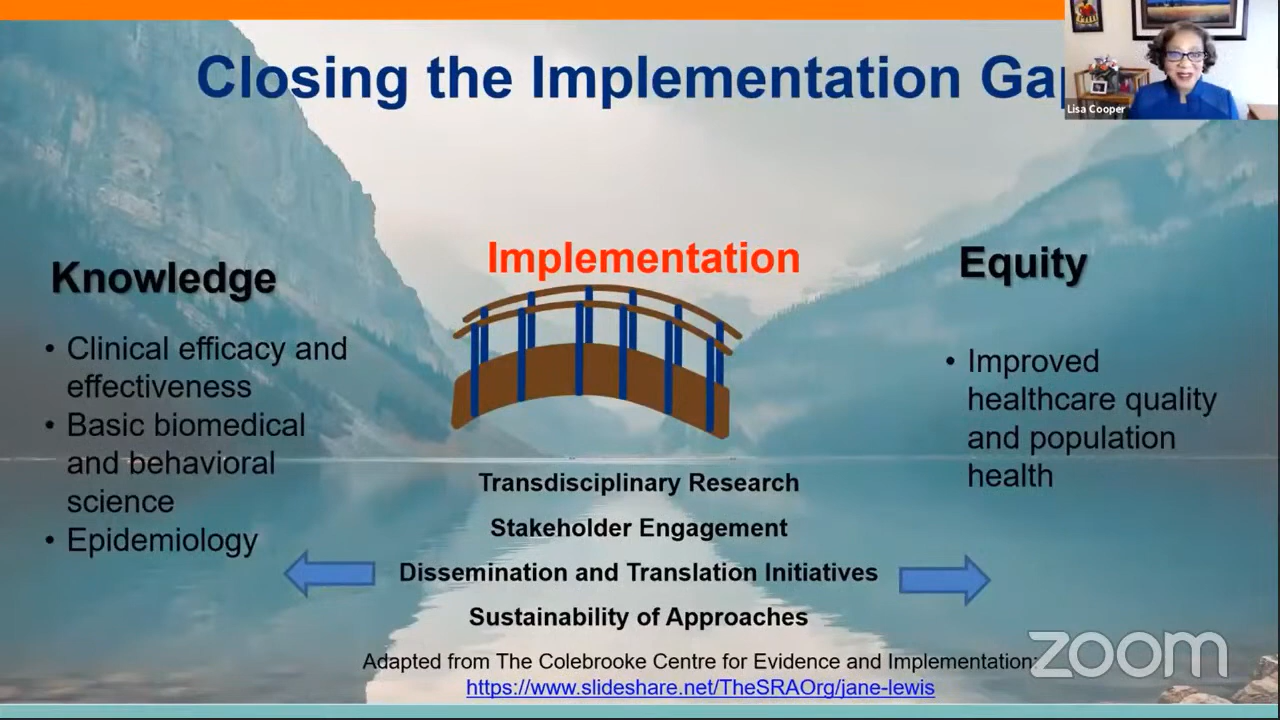 Closing the Implementation Gap
Lisa Cooper
Implementation
Knowledge
Equity
• Clinical efficacy and
effectiveness
• Basic biomedical
and behavioral
science
• Epidemiology
• Improved
healthcare quality
and population
health
Transdisciplinary Research
Stakeholder Engagement
Dissemination and Translation Initiatives
Sustainability of Approaches
Adapted from The Colebrooke Centre for Evidence and Implementation:
https://www.slideshare.net/TheSRAOrg/jane-lewis
zoom